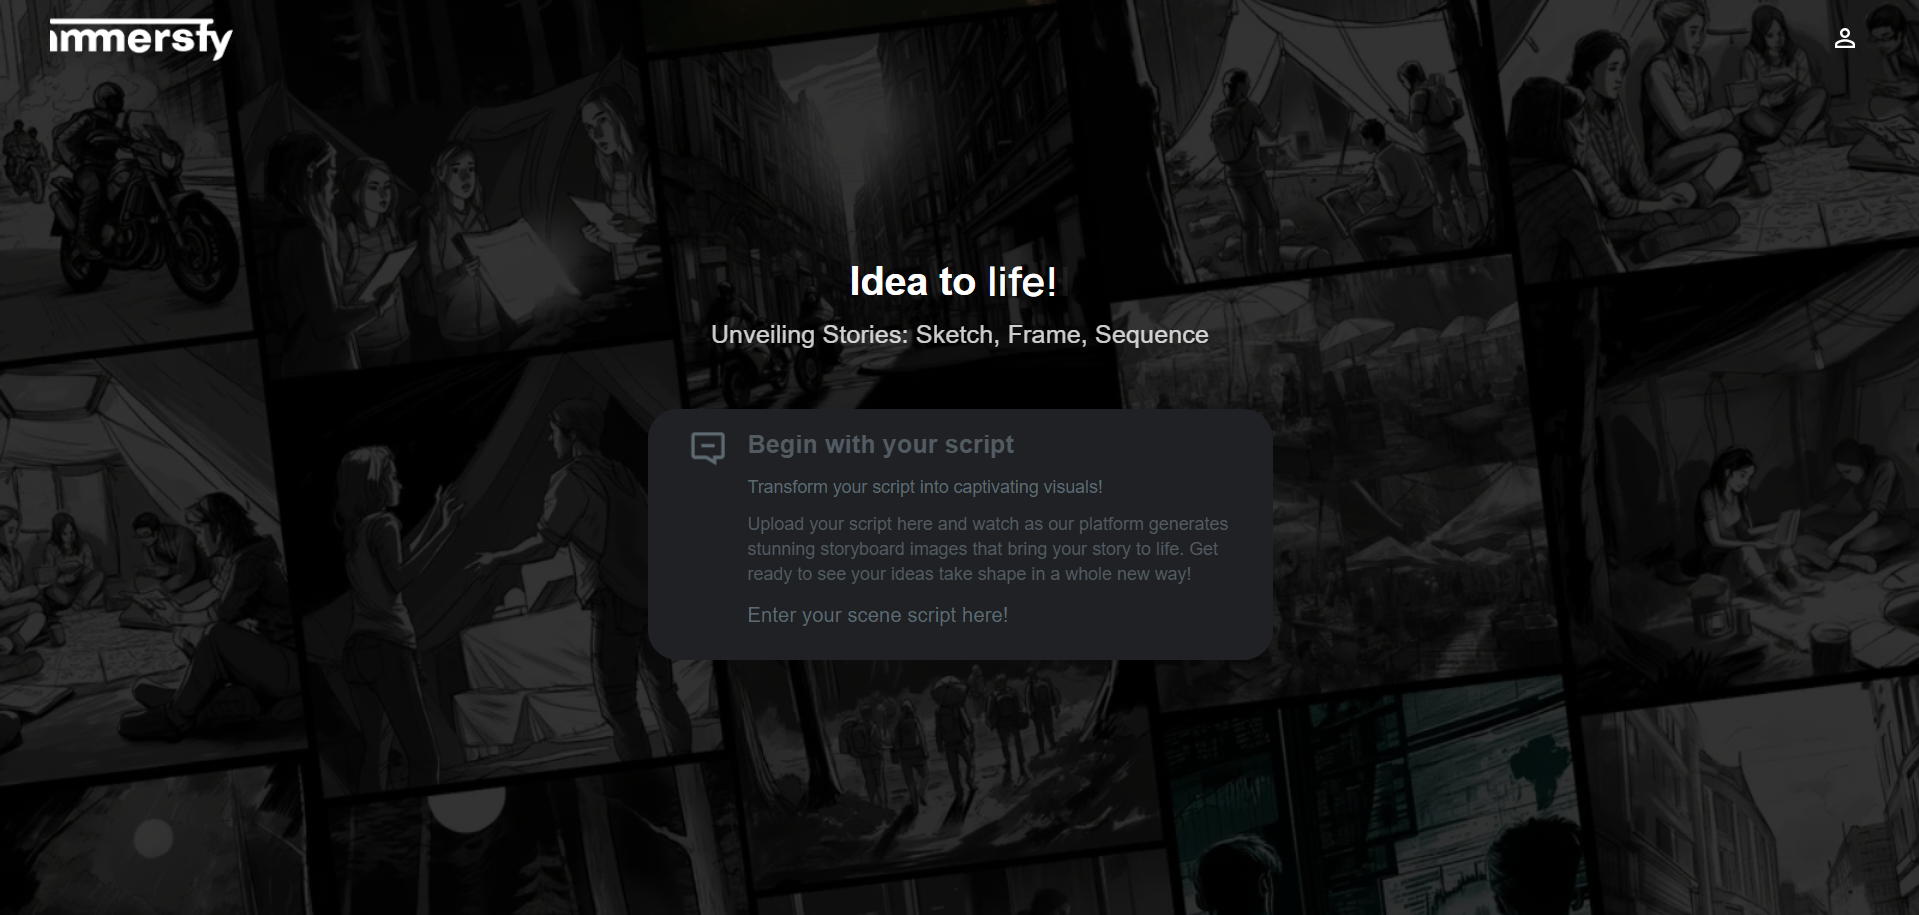 immersfy
Idea to life!
Unveiling Stories: Sketch, Frame, Sequence
Begin with your script
Transform your script into captivating visuals!
Upload your script here and watch as our platform generates
stunning storyboard images that bring your story to life. Get
ready to see your ideas take shape in a whole new way!
Enter your scene script here!